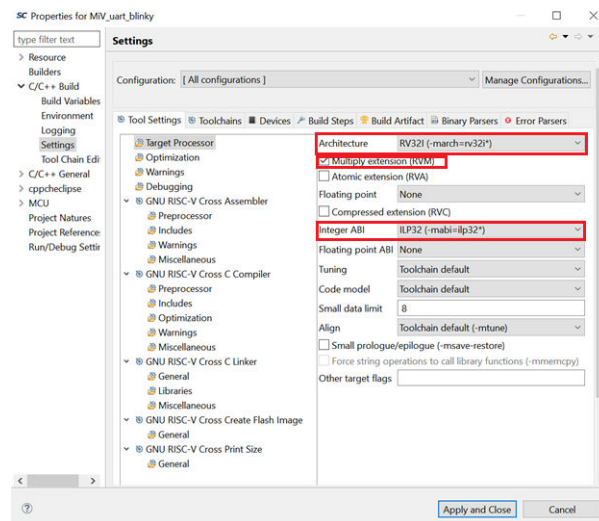 SC Properties for MiV_uart_blinky
type filter text
Settings
Resource
Builders
C/C++ Build
Build Variables
Environment
Logging
Settings
Tool Chain Edi
C/C++ General
cppcheclipse
MCU
Project Natures
Project Reference
Run/Debug Settir
Configuration: [ All configurations ] Manage Configurations...
Tool Settings Toolchains Devices Build Steps Build Artifact Binary Parsers Error Parsers
Target Processor
Optimization
Warnings
Debugging
GNU RISC-V Cross Assembler
Preprocessor
Includes
Warnings
Miscellaneous
GNU RISC-V Cross C Compiler
Preprocessor
Includes
Optimization
Warnings
Miscellaneous
GNU RISC-V Cross C Linker
General
Libraries
Miscellaneous
GNU RISC-V Cross Create Flash Image
General
GNU RISC-V Cross Print Size
General
Architecture RV32I (-march=rv32i*)
Multiply extension (RVM)
Atomic extension (RVA)
Floating point None
Compressed extension (RVC)
Integer ABI ILP32 (-mabi=ilp32*)
Floating point ABI None
Tuning Toolchain default
Code model Toolchain default
Small data limit 8
Align Toolchain default (-mtune)
Small prologue/epilogue (-msave-restore)
Force string operations to call library functions (-mmemcpy)
Other target flags
Apply and Close Cancel